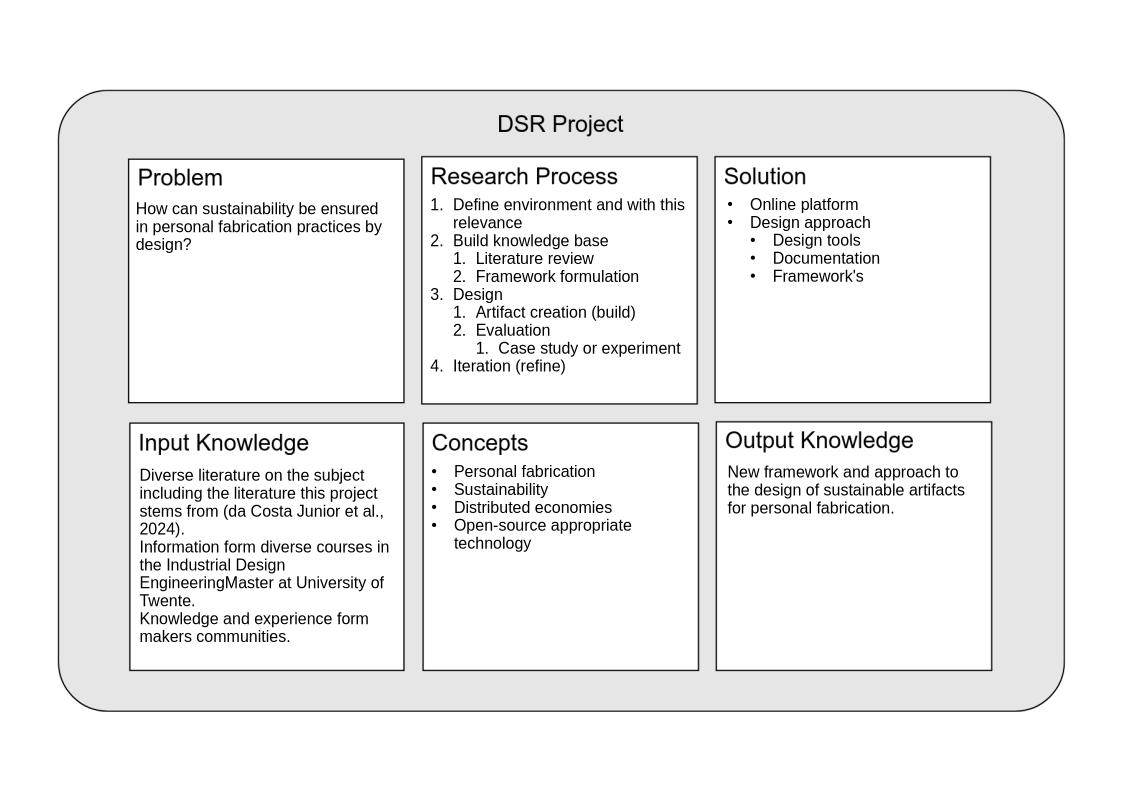 DSR Project
Problem
How can sustainability be ensured
in personal fabrication practices by
design?
Research Process
1. Define environment and with this
relevance
2. Build knowledge base
1. Literature review
2. Framework formulation
3. Design
1. Artifact creation (build)
2. Evaluation
1. Case study or experiment
4. Iteration (refine)
Solution
• Online platform
• Design approach
• Design tools
• Documentation
• Framework's
Input Knowledge
Diverse literature on the subject
including the literature this project
stems from (da Costa Junior et al.,
2024).
Information form diverse courses in
the Industrial Design
EngineeringMaster at University of
Twente.
Knowledge and experience form
makers communities.
Concepts
• Personal fabrication
• Sustainability
• Distributed economies
• Open-source appropriate
technology
Output Knowledge
New framework and approach to
the design of sustainable artifacts
for personal fabrication.